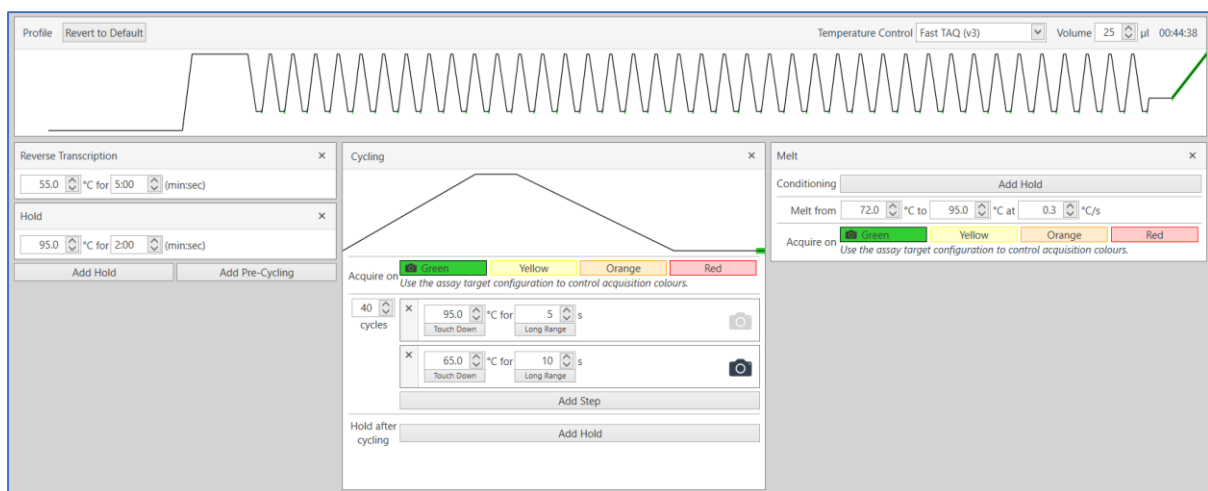 Profile Revert to Default Temperature Control Fast TAQ (v3) Volume 25 µl 00:44:38
Reverse Transcription ×
55.0 °C for 5:00 (min:sec)
Hold ×
95.0 °C for 2:00 (min:sec)
Add Hold Add Pre-Cycling
Cycling ×
Acquire on Green Yellow Orange Red
Use the assay target configuration to control acquisition colours.
40 cycles
× 95.0 °C for 5 s
Touch Down Long Range
× 65.0 °C for 10 s
Touch Down Long Range
Add Step
Hold after cycling Add Hold
Melt ×
Conditioning Add Hold
Melt from 72.0 °C to 95.0 °C at 0.3 °C/s
Acquire on Green Yellow Orange Red
Use the assay target configuration to control acquisition colours.